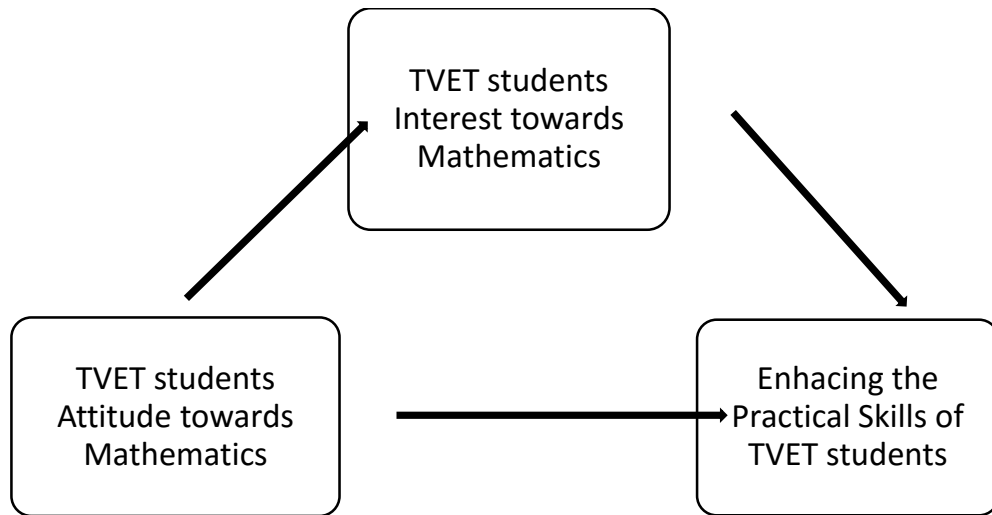 TVET students
Interest towards
Mathematics
TVET students
Attitude towards
Mathematics
Enhacing the
Practical Skills of
TVET students